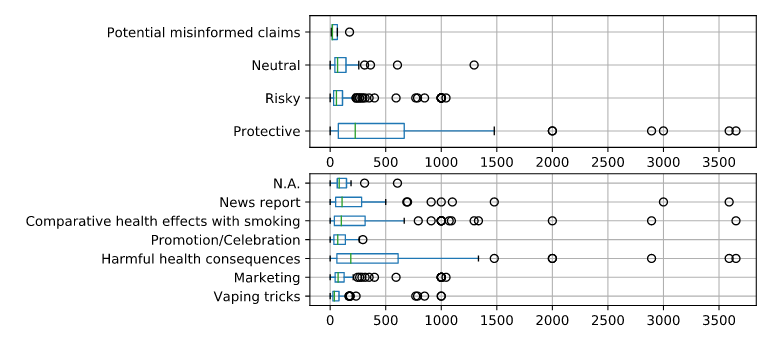 Potential misinformed claims
Neutral
Risky
Protective
0 500 1000 1500 2000 2500 3000 3500
N.A.
News report
Comparative health effects with smoking
Promotion/Celebration
Harmful health consequences
Marketing
Vaping tricks
0 500 1000 1500 2000 2500 3000 3500